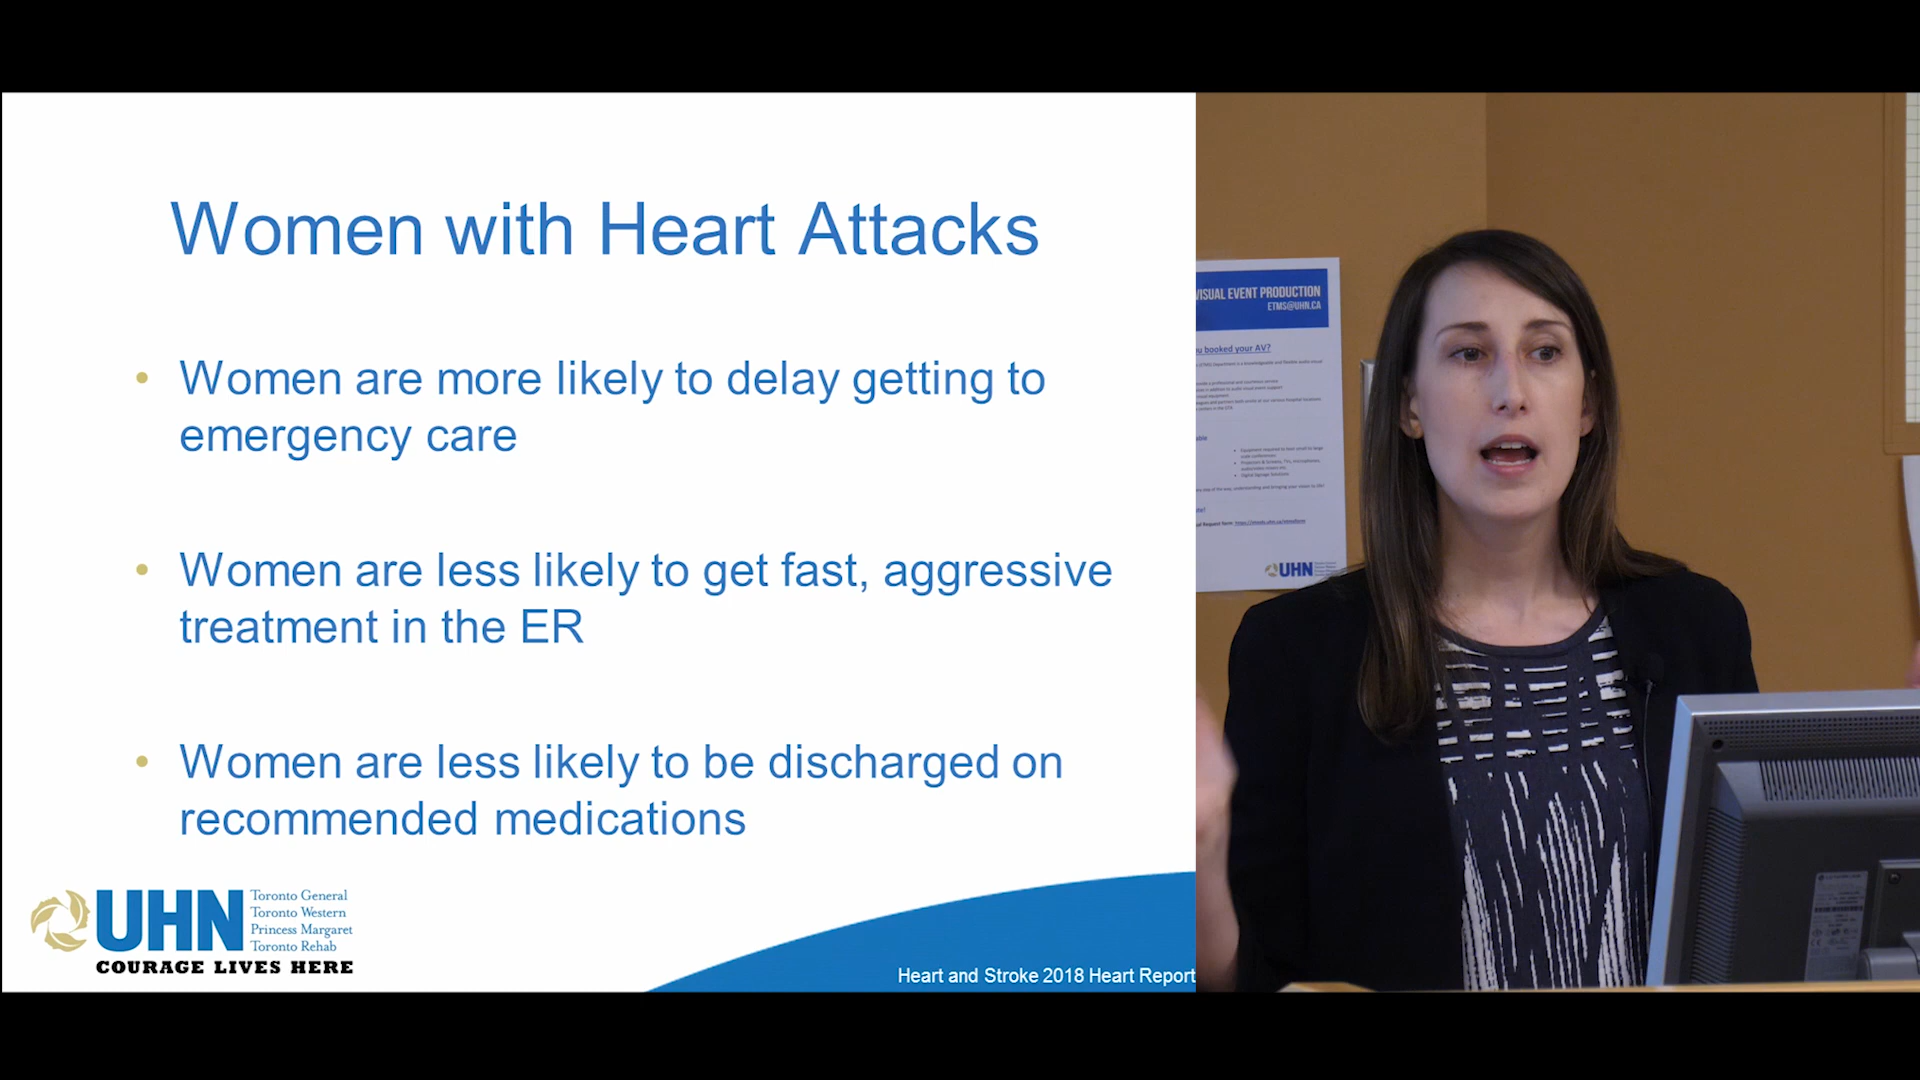 Women with Heart Attacks
• Women are more likely to delay getting to
emergency care
• Women are less likely to get fast, aggressive
treatment in the ER
• Women are less likely to be discharged on
recommended medications
UHN
Toronto General
Toronto Western
Princess Margaret
Toronto Rehab
COURAGE LIVES HERE
Heart and Stroke 2018 Heart Report
VISUAL EVENT PRODUCTION
ETMS@UHN.CA
booked your AV?
UHN